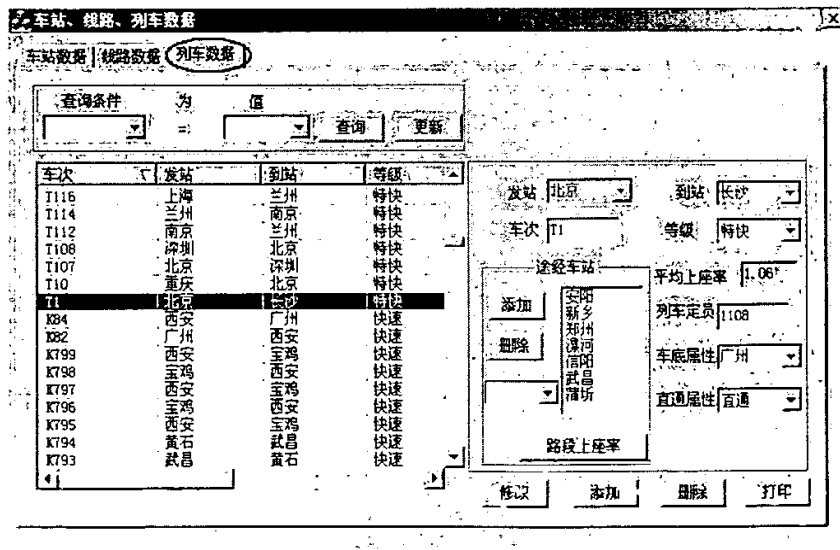 车站、线路、列车数据
车站数据 线路数据 列车数据
查询条件 为 值
= 查询 更新
车次 发站 到站 等级
T116 上海 兰州 特快
T114 兰州 南京 特快
T112 南京 兰州 特快
T108 深圳 北京 特快
T107 北京 深圳 特快
T10 重庆 北京 特快
T1 北京 长沙 特快
K84 西安 广州 快速
K82 广州 西安 快速
K799 西安 宝鸡 快速
K798 宝鸡 西安 快速
K797 西安 宝鸡 快速
K796 宝鸡 西安 快速
K795 西安 宝鸡 快速
K794 黄石 武昌 快速
K793 武昌 黄石 快速
发站 北京 到站 长沙
车次 T1 等级 特快
途经车站
添加
删除
安阳
新乡
郑州
漯河
信阳
武昌
蒲圻
路段上座率
平均上座率 1.06
列车定员 1108
车底属性 广州
直通属性 直通
修改 添加 删除 打印